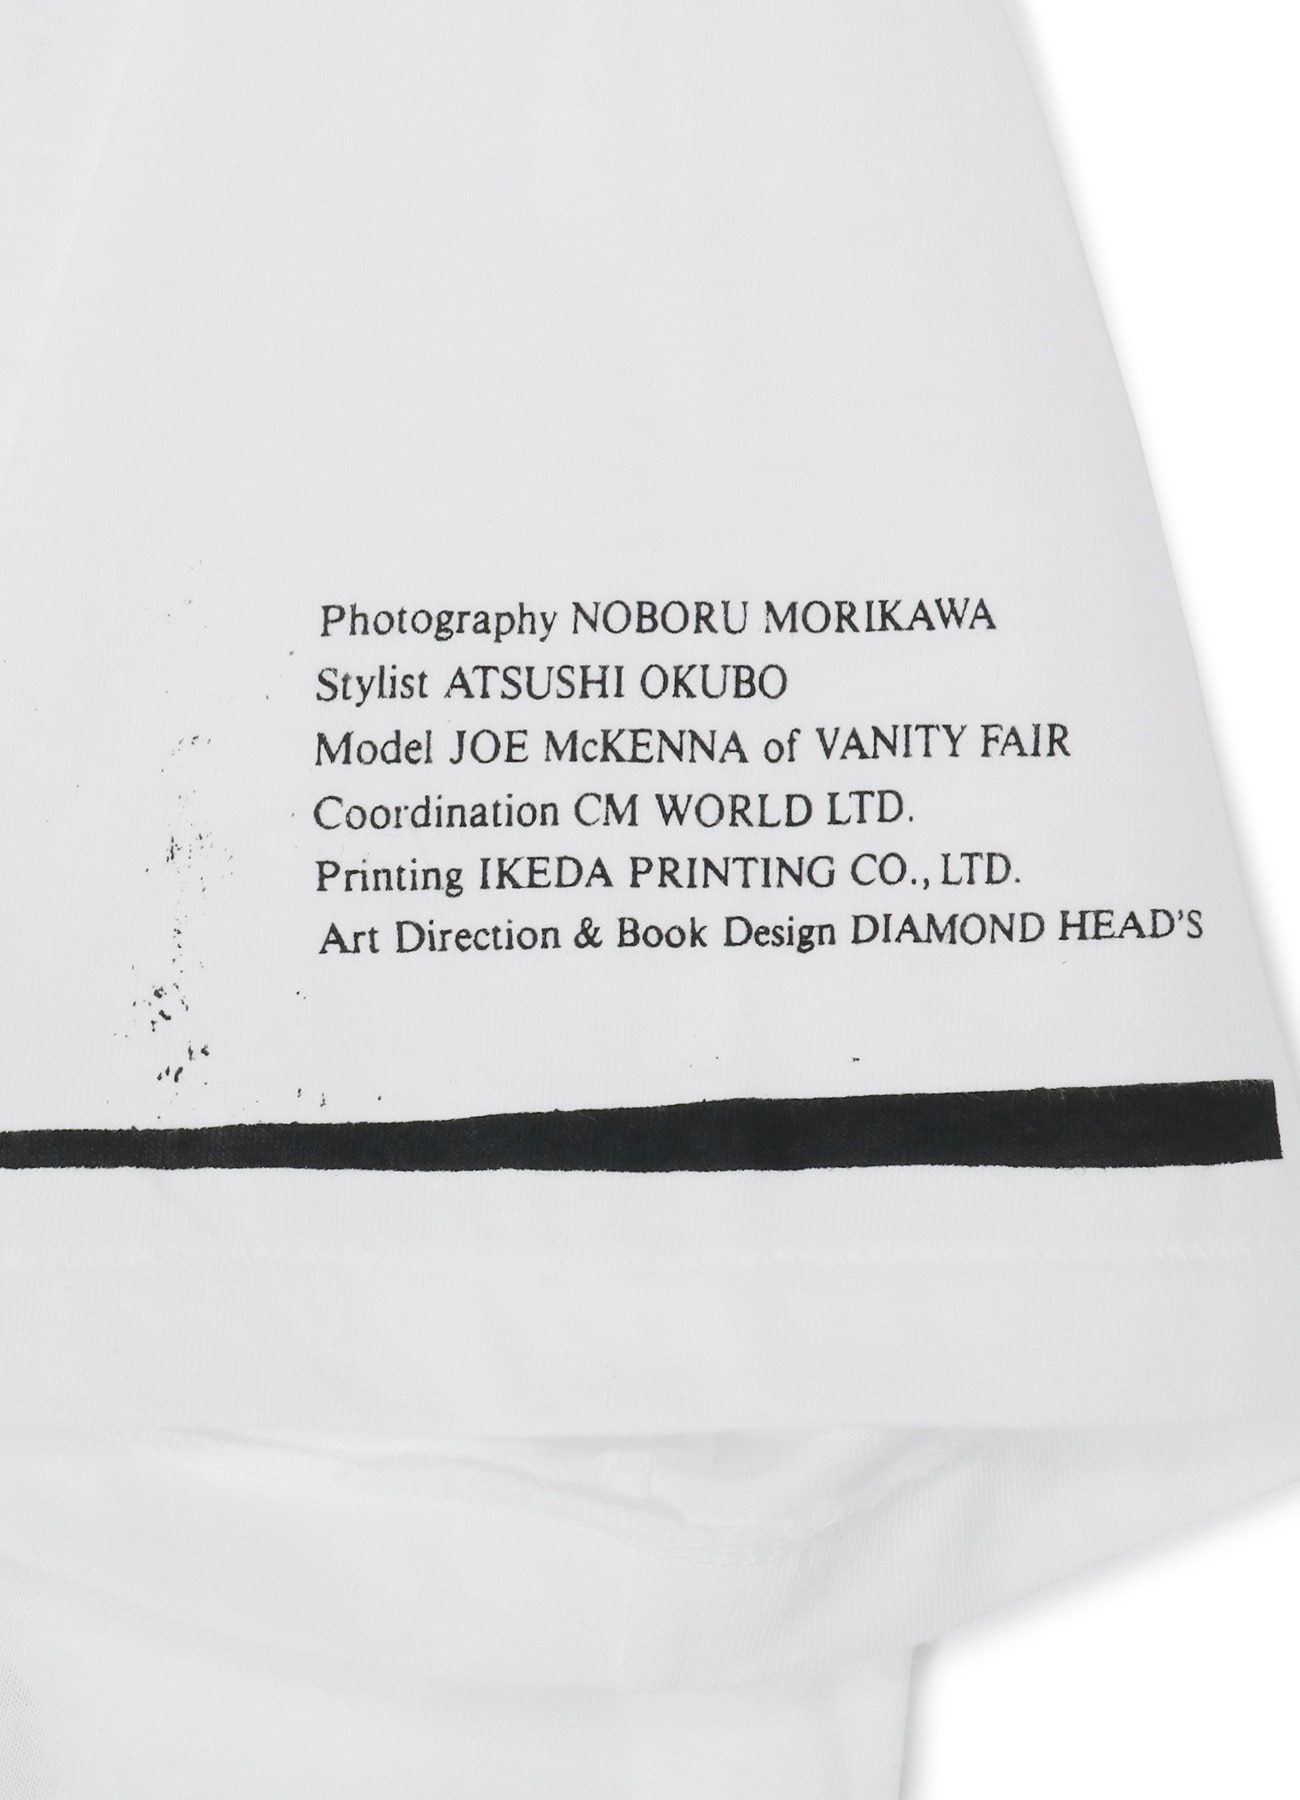 Photography NOBORU MORIKAWA
Stylist ATSUSHI OKUBO
Model JOE McKENNA of VANITY FAIR
Coordination CM WORLD LTD.
Printing IKEDA PRINTING CO., LTD.
Art Direction & Book Design DIAMOND HEAD'S